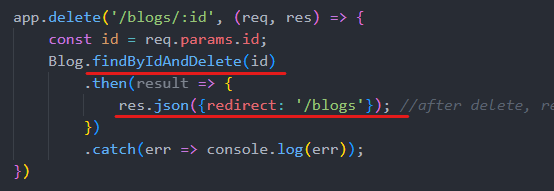 app.delete('/blogs/:id', (req, res) => {
const id = req.params.id;
Blog.findByIdAndDelete(id)
.then(result => {
res.json({redirect: '/blogs'}); //after delete, re
})
.catch(err => console.log(err));
})